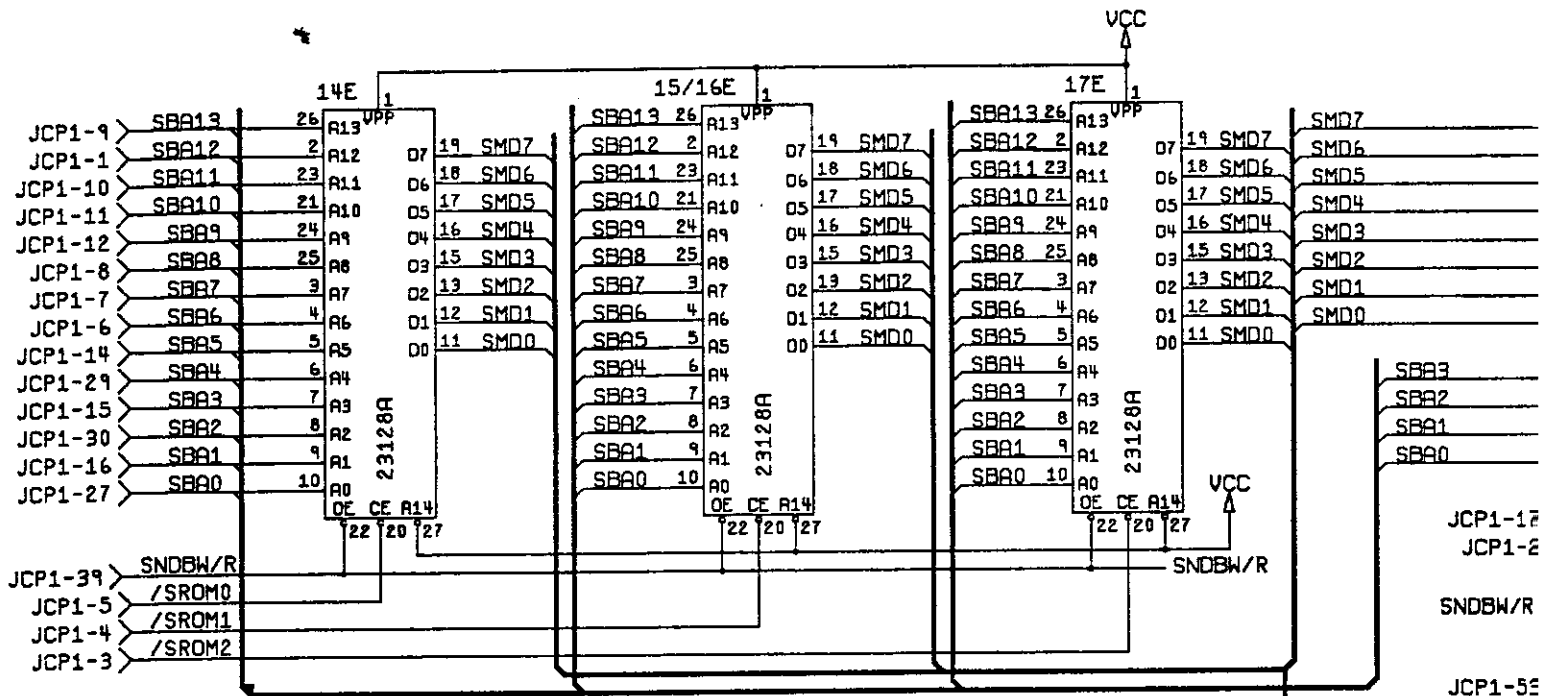 VCC
14E 15/16E 17E
1 1 1
VPP VPP VPP
JCP1-9 SBA13 26 A13 SBA13 26 A13 SBA13 26 A13 SMD7
JCP1-1 SBA12 2 A12 D7 19 SMD7 SBA12 2 A12 D7 19 SMD7 SBA12 2 A12 D7 19 SMD7 SMD6
JCP1-10 SBA11 23 A11 D6 18 SMD6 SBA11 23 A11 D6 18 SMD6 SBA11 23 A11 D6 18 SMD6 SMD5
JCP1-11 SBA10 21 A10 D5 17 SMD5 SBA10 21 A10 D5 17 SMD5 SBA10 21 A10 D5 17 SMD5 SMD4
JCP1-12 SBA9 24 A9 D4 16 SMD4 SBA9 24 A9 D4 16 SMD4 SBA9 24 A9 D4 16 SMD4 SMD3
JCP1-8 SBA8 25 A8 D3 15 SMD3 SBA8 25 A8 D3 15 SMD3 SBA8 25 A8 D3 15 SMD3 SMD2
JCP1-7 SBA7 3 A7 D2 13 SMD2 SBA7 3 A7 D2 13 SMD2 SBA7 3 A7 D2 13 SMD2 SMD1
JCP1-6 SBA6 4 A6 D1 12 SMD1 SBA6 4 A6 D1 12 SMD1 SBA6 4 A6 D1 12 SMD1 SMD0
JCP1-14 SBA5 5 A5 D0 11 SMD0 SBA5 5 A5 D0 11 SMD0 SBA5 5 A5 D0 11 SMD0
JCP1-29 SBA4 6 A4 SBA4 6 A4 SBA4 6 A4 SBA3
JCP1-15 SBA3 7 A3 SBA3 7 A3 SBA3 7 A3 SBA2
JCP1-30 SBA2 8 A2 SBA2 8 A2 SBA2 8 A2 SBA1
JCP1-16 SBA1 9 A1 SBA1 9 A1 SBA1 9 A1 SBA0
JCP1-27 SBA0 10 A0 SBA0 10 A0 SBA0 10 A0
23128A 23128A 23128A
OE CE A14 OE CE A14 OE CE A14 VCC
22 20 27 22 20 27 22 20 27
JCP1-2
JCP1-39 SNDBW/R SNDBW/R
JCP1-5 /SROM0 SNDBW/R
JCP1-4 /SROM1
JCP1-3 /SROM2